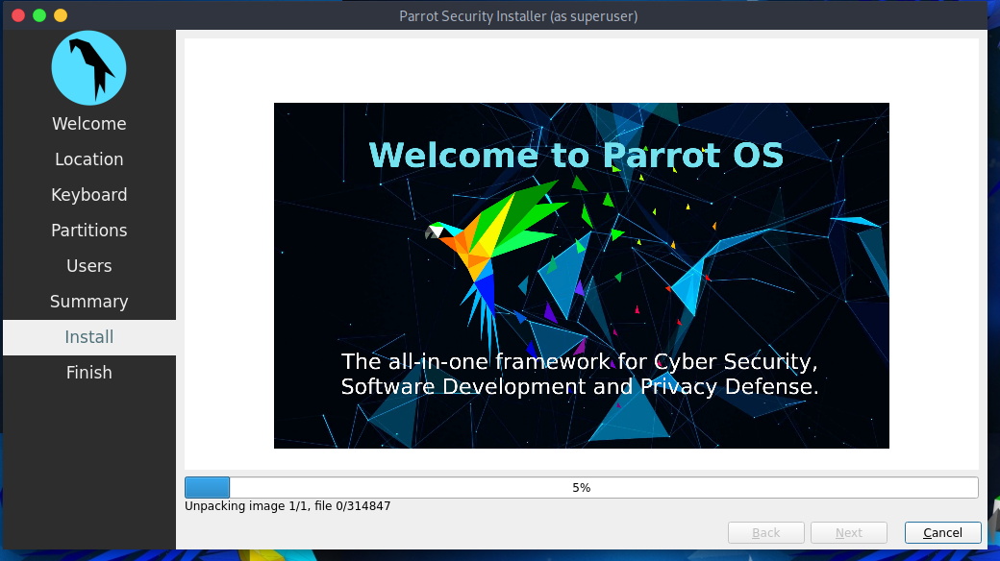 Parrot Security Installer (as superuser)
Welcome
Location
Keyboard
Partitions
Users
Summary
Install
Finish
Welcome to Parrot OS
The all-in-one framework for Cyber Security,
Software Development and Privacy Defense.
5%
Unpacking image 1/1, file 0/314847
Back
Next
Cancel